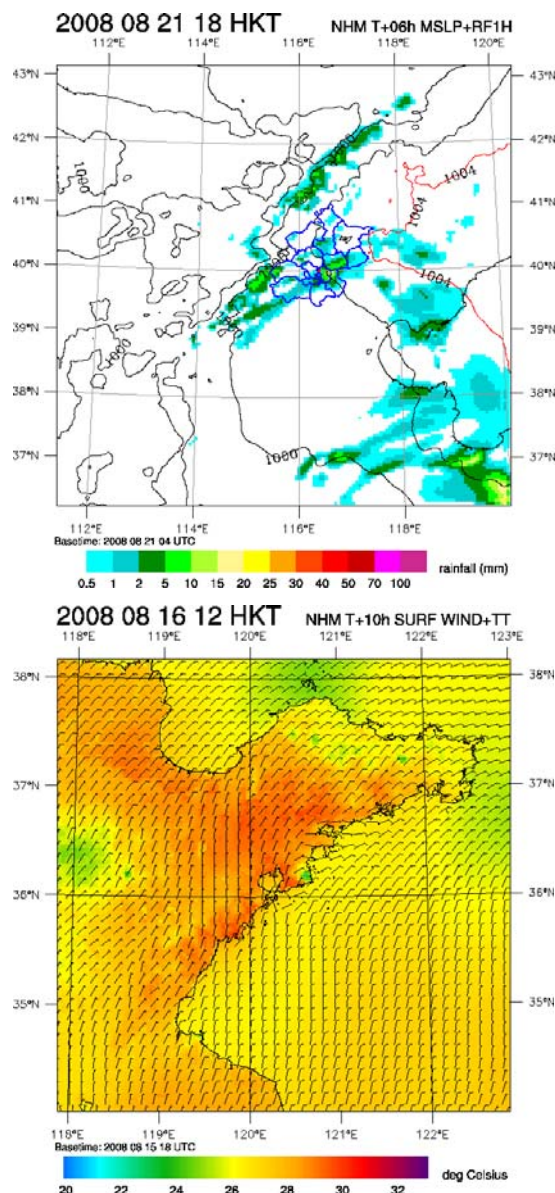 2008 08 21 18 HKT NHM T+06h MSLP+RF1H
112°E 114°E 116°E 118°E 120°E
43°N 43°N
42°N 42°N
41°N 41°N
40°N 40°N
39°N 39°N
38°N 38°N
37°N 37°N
1000 1000 1004
1004
1004
1000
1000
112°E 114°E 116°E 118°E
Basetime: 2008 08 21 04 UTC
0.5 1 2 5 10 15 20 25 30 40 50 70 100 rainfall (mm)
2008 08 16 12 HKT NHM T+10h SURF WIND+TT
118°E 119°E 120°E 121°E 122°E 123°E
38°N 38°N
37°N 37°N
36°N 36°N
35°N 35°N
118°E 119°E 120°E 121°E 122°E
Basetime: 2008 08 15 18 UTC
20 22 24 26 28 30 32 deg Celsius